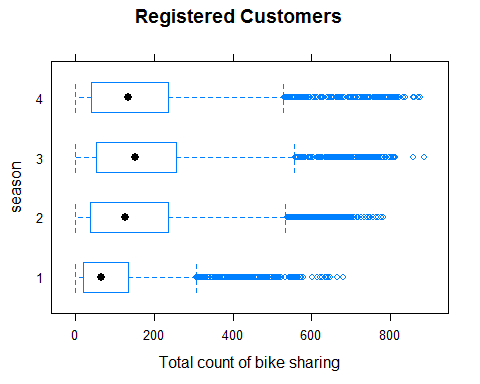 Registered Customers
4
3
2
1
season
0 200 400 600 800
Total count of bike sharing